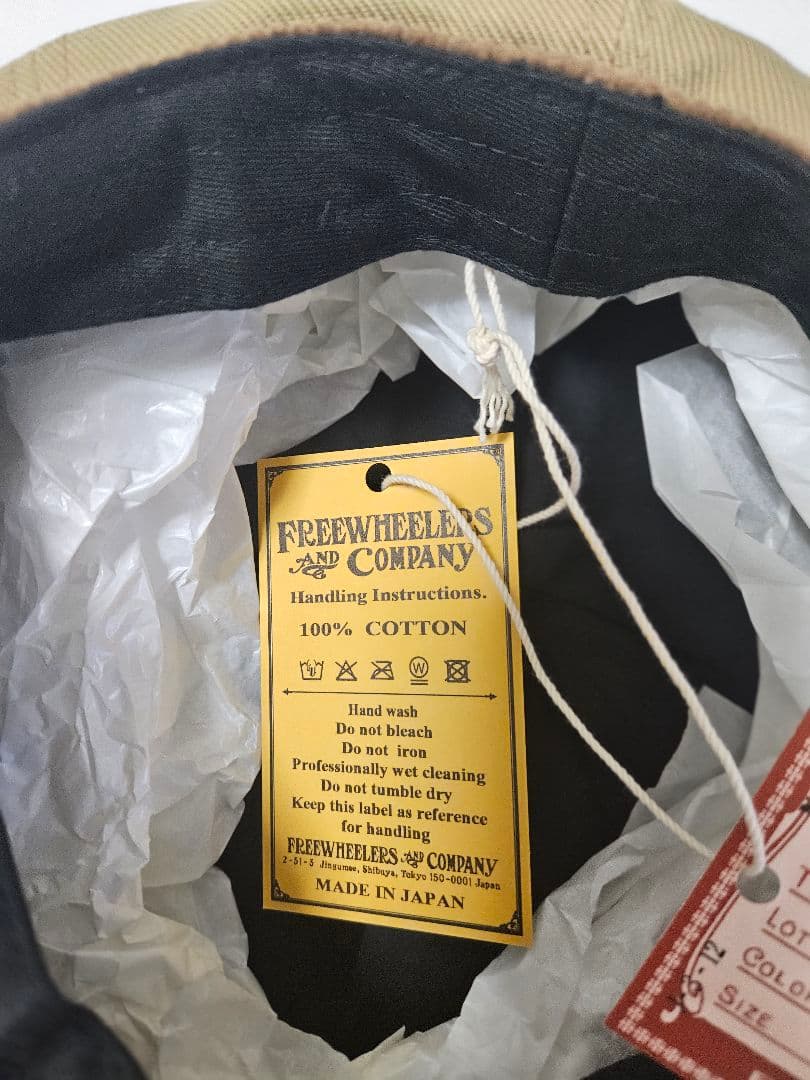 FREEWHEELERS
AND COMPANY
Handling Instructions.
100% COTTON
W
Hand wash
Do not bleach
Do not iron
Professionally wet cleaning
Do not tumble dry
Keep this label as reference
for handling
FREEWHEELERS AND COMPANY
2-31-3 Jingumae, Shibuya, Tokyo 150-0001 Japan
MADE IN JAPAN
LOT
COLO
SIZE